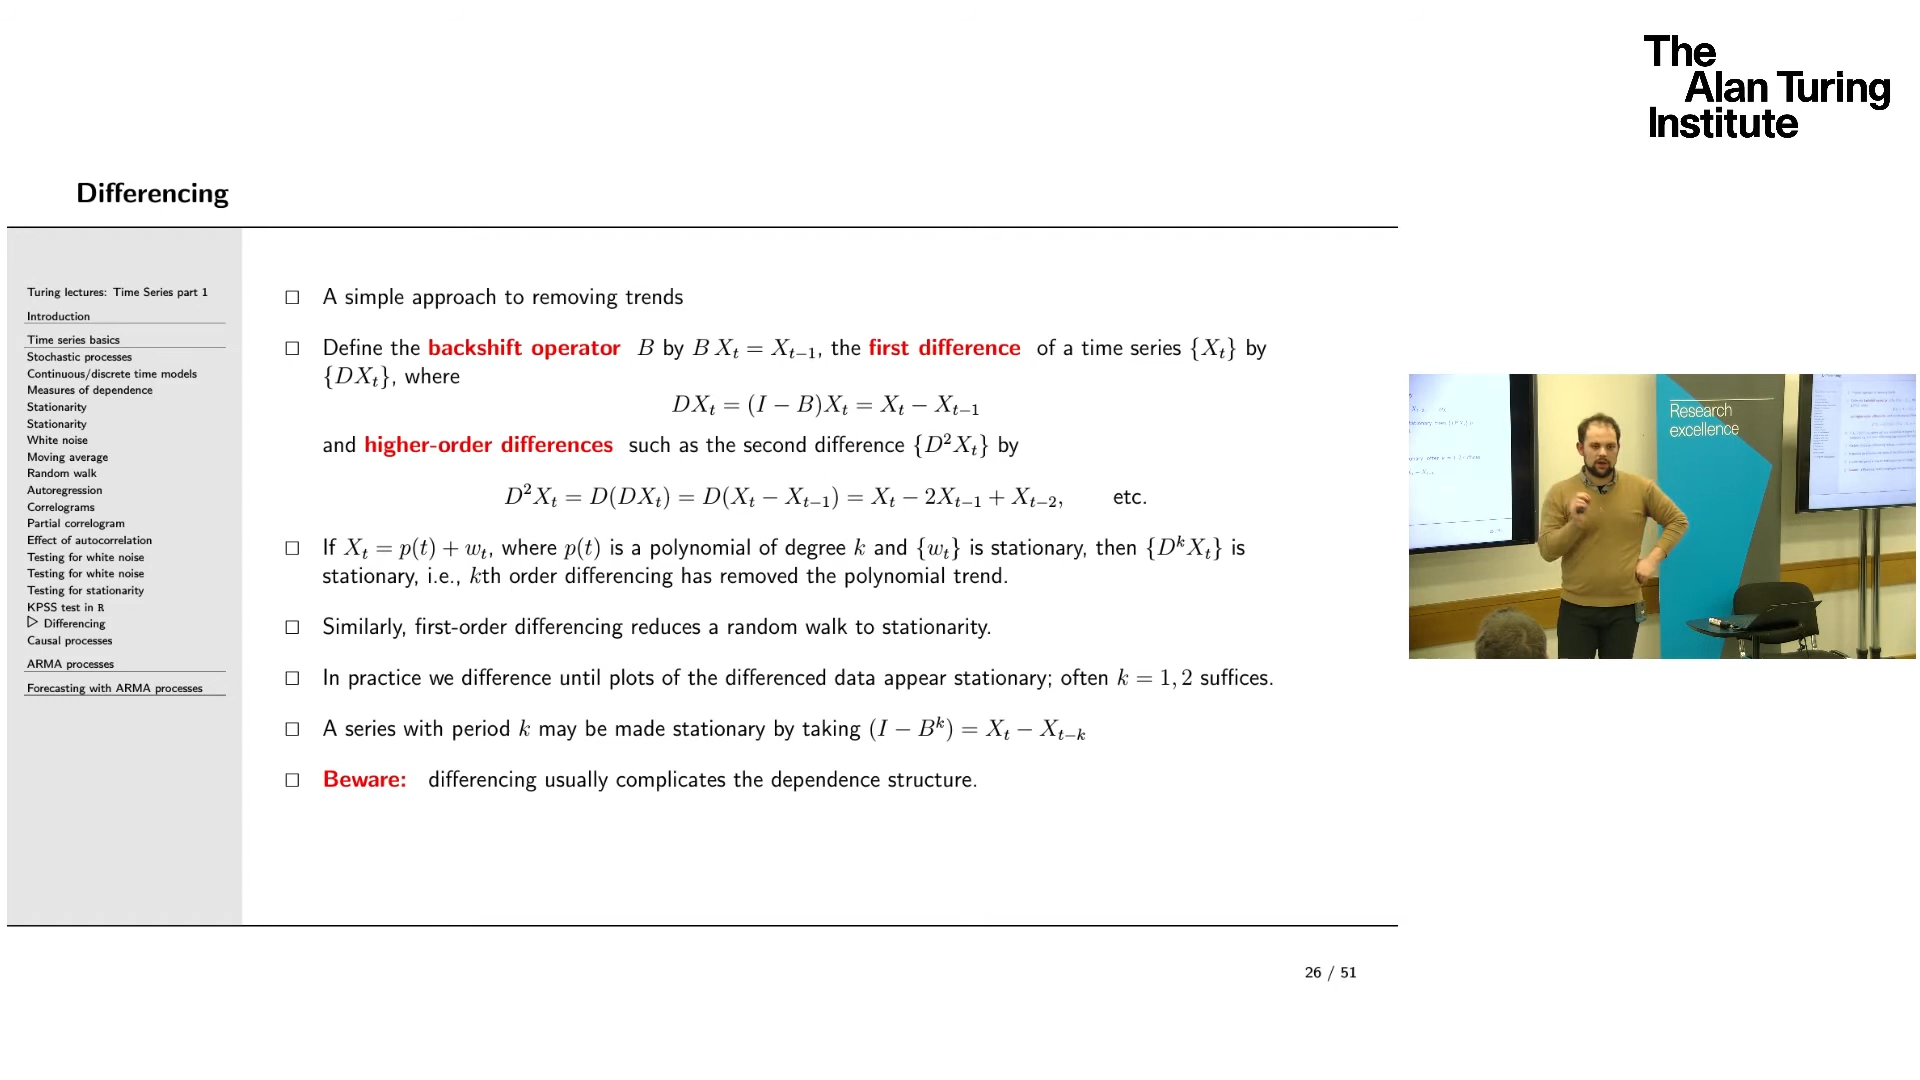 The
Alan Turing
Institute
Differencing
Turing lectures: Time Series part 1
Introduction
Time series basics
Stochastic processes
Continuous/discrete time models
Measures of dependence
Stationarity
Stationarity
White noise
Moving average
Random walk
Autoregression
Correlograms
Partial correlogram
Effect of autocorrelation
Testing for white noise
Testing for white noise
Testing for stationarity
KPSS test in R
▷ Differencing
Causal processes
ARMA processes
Forecasting with ARMA processes
□ A simple approach to removing trends
□ Define the backshift operator B by B X_t = X_{t−1}, the first difference of a time series {X_t} by
{DX_t}, where
DX_t = (I − B)X_t = X_t − X_{t−1}
and higher-order differences such as the second difference {D²X_t} by
D²X_t = D(DX_t) = D(X_t − X_{t−1}) = X_t − 2X_{t−1} + X_{t−2}, etc.
□ If X_t = p(t) + w_t, where p(t) is a polynomial of degree k and {w_t} is stationary, then {D^k X_t} is
stationary, i.e., kth order differencing has removed the polynomial trend.
□ Similarly, first-order differencing reduces a random walk to stationarity.
□ In practice we difference until plots of the differenced data appear stationary; often k = 1, 2 suffices.
□ A series with period k may be made stationary by taking (I − B^k) = X_t − X_{t−k}
□ Beware: differencing usually complicates the dependence structure.
26 / 51
Research
excellence